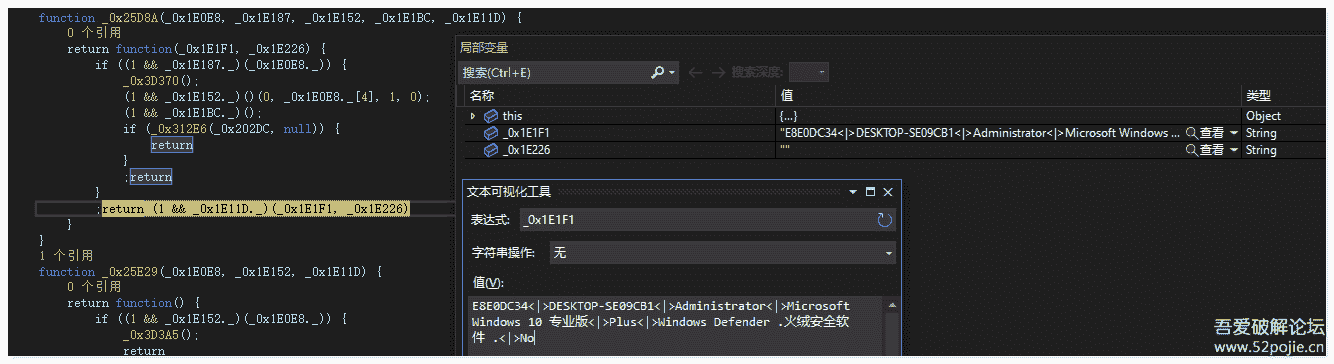 function _0x25D8A(_0x1E0E8, _0x1E187, _0x1E152, _0x1E1BC, _0x1E11D) {
0 个引用
return function(_0x1E1F1, _0x1E226) {
if ((1 && _0x1E187._)(_0x1E0E8._)) {
_0x3D370();
(1 && _0x1E152._)()(0, _0x1E0E8._[4], 1, 0);
(1 && _0x1E1BC._)();
if (_0x312E6(_0x202DC, null)) {
return
}
;return
}
;return (1 && _0x1E11D._)(_0x1E1F1, _0x1E226)
}
}
1 个引用
function _0x25E29(_0x1E0E8, _0x1E152, _0x1E11D) {
0 个引用
return function() {
if ((1 && _0x1E152._)(_0x1E0E8._)) {
_0x3D3A5();
return
局部变量
搜索(Ctrl+E) 搜索深度:
名称 值 类型
this {...} Object
_0x1E1F1 "E8E0DC34<|>DESKTOP-SE09CB1<|>Administrator<|>Microsoft Windows ... 查看 String
_0x1E226 "" 查看 String
文本可视化工具
表达式: _0x1E1F1
字符串操作: 无
值(V):
E8E0DC34<|>DESKTOP-SE09CB1<|>Administrator<|>Microsoft
Windows 10 专业版<|>Plus<|>Windows Defender .火绒安全软
件 .<|>No
吾爱破解论坛
www.52pojie.cn